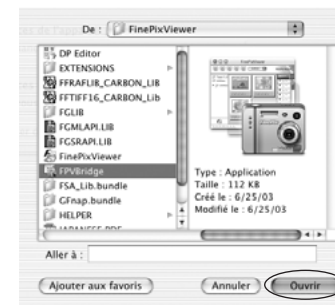 De : FinePixViewer
DP Editor
EXTENSIONS
FFRAFLIB_CARBON_LIB
FFTIFF16_CARBON_Lib
FGLIB
FGMLAPI.LIB
FGSRAPI.LIB
FinePixViewer
FPVBridge
FSA_Lib.bundle
GFnap.bundle
HELPER
Type : Application
Taille : 112 KB
Créé le : 6/25/03
Modifié le : 6/25/03
Aller à :
Ajouter aux favoris
Annuler
Ouvrir